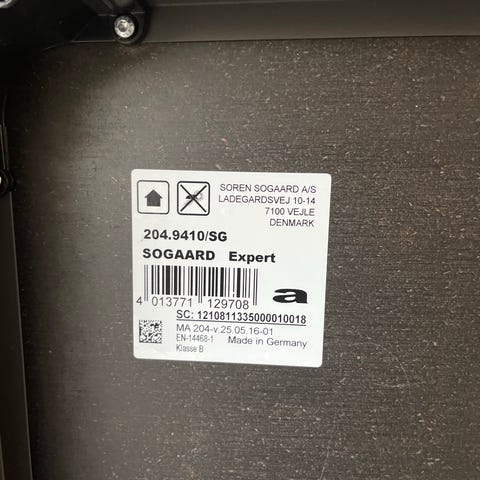 SOREN SOGAARD A/S
LADEGARDSVEJ 10-14
7100 VEJLE
DENMARK
204.9410/SG
SOGAARD Expert
4 013771 129708
a
SC: 1210811335000010018
MA 204-v.25.05.16-01
EN-14468-1 Made in Germany
Klasse B